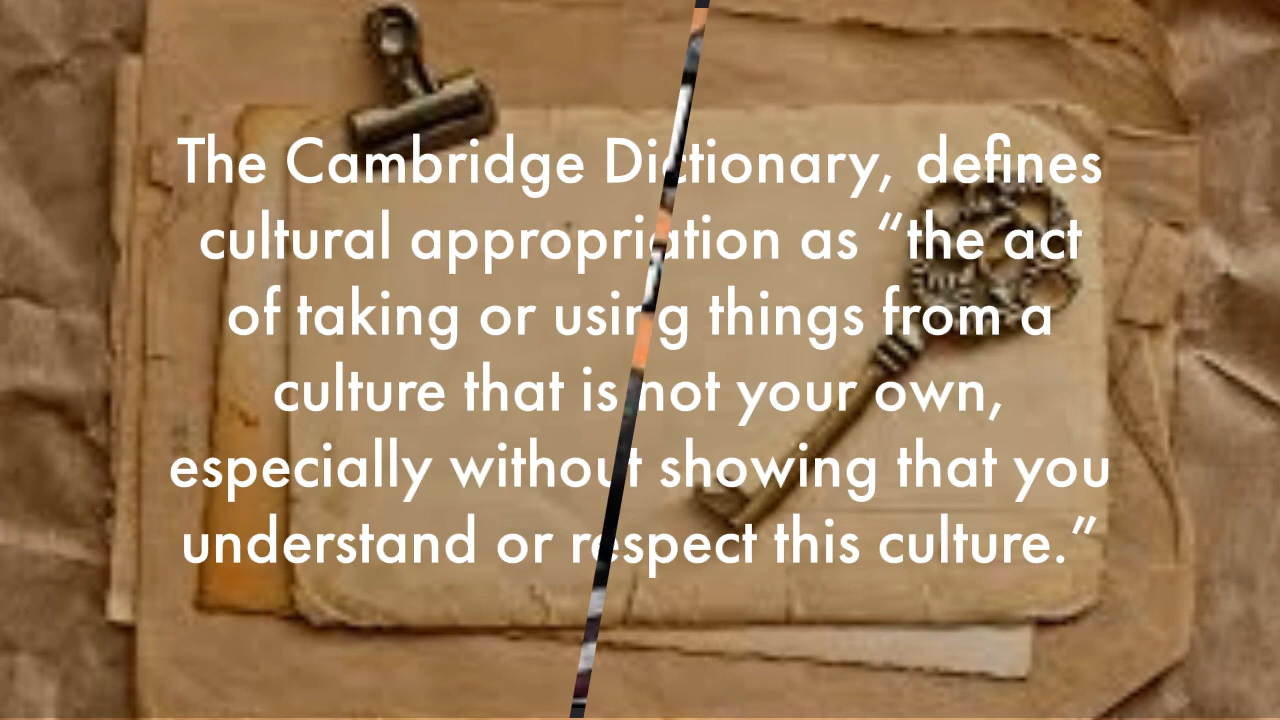 The Cambridge Dictionary, defines
cultural appropriation as “the act
of taking or using things from a
culture that is not your own,
especially without showing that you
understand or respect this culture.”